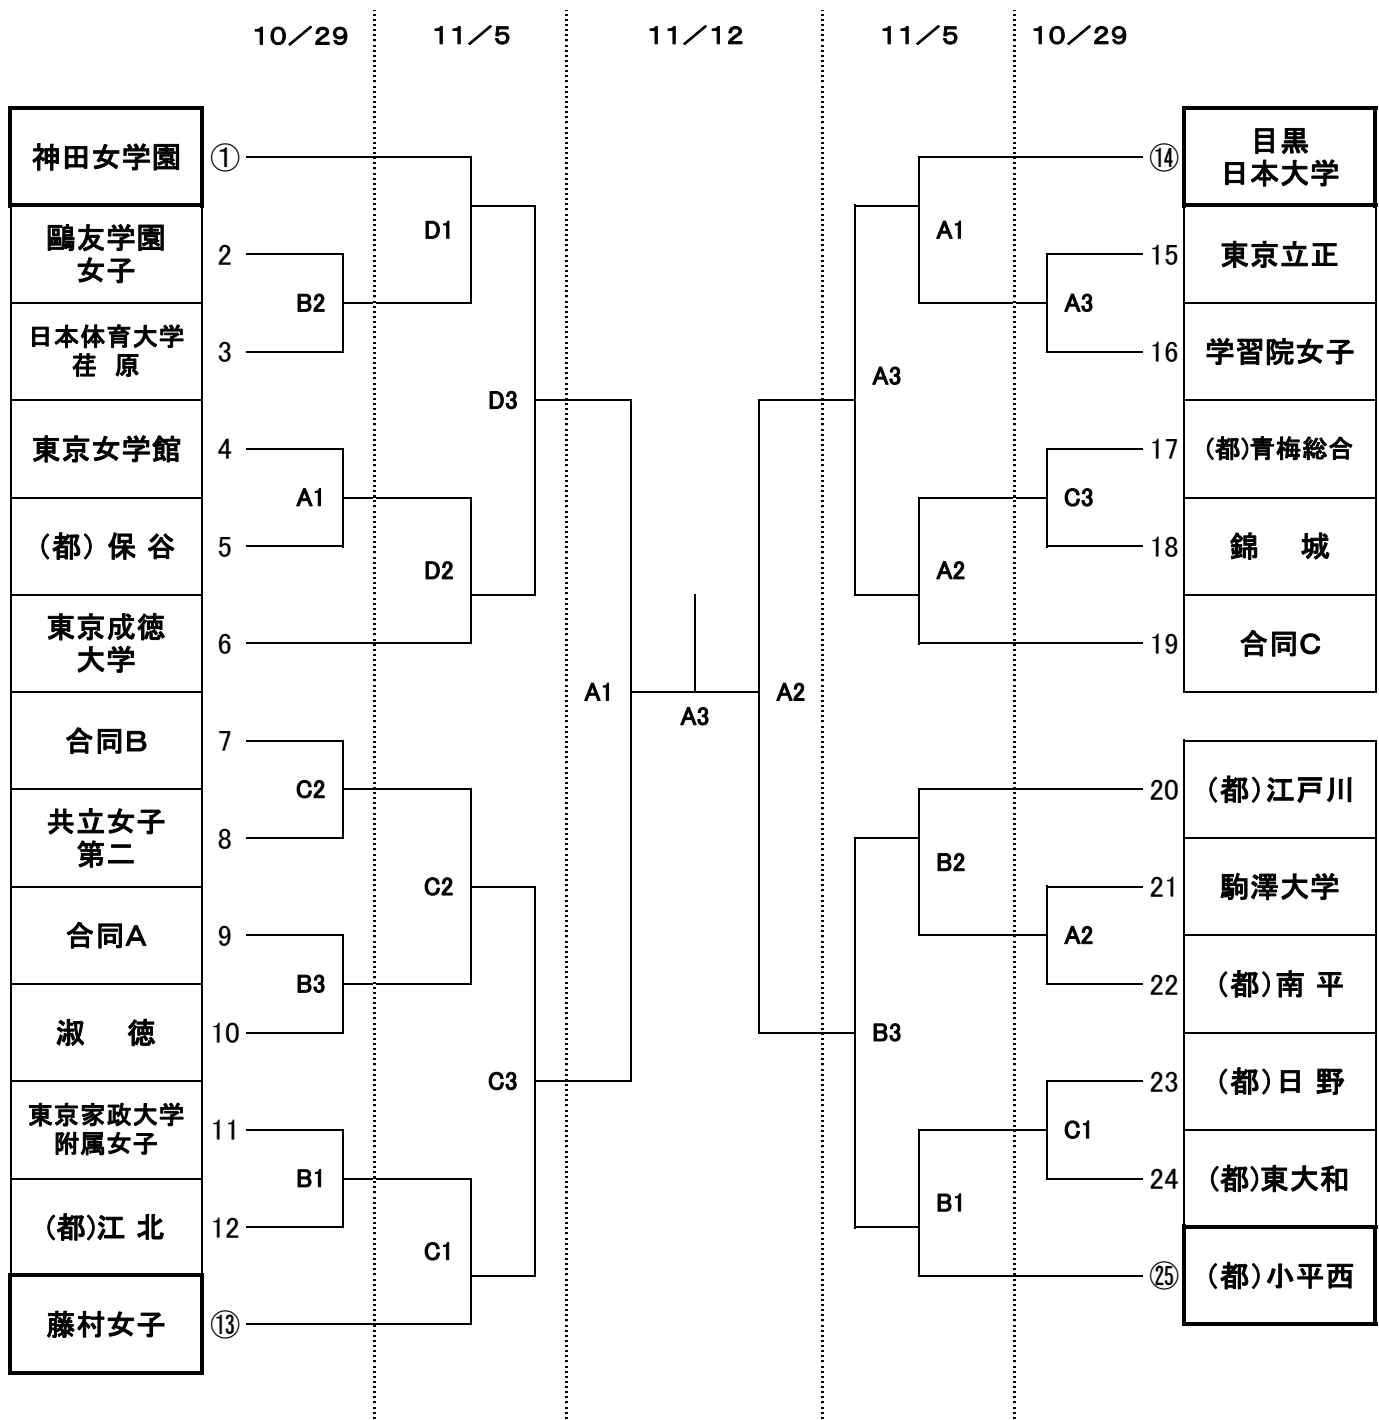 10／29
11／5
11／12
11／5
10／29
神田女学園
①
鷗友学園
女子
2
日本体育大学
荏 原
3
東京女学館
4
（都）保 谷
5
東京成徳
大学
6
合同B
7
共立女子
第二
8
合同A
9
淑 徳
10
東京家政大学
附属女子
11
（都）江 北
12
藤村女子
⑬
B2
A1
C2
B3
B1
D1
D2
C2
C1
D3
C3
A1
A3
A2
A3
B3
A1
A2
B2
B1
A3
C3
A2
C1
⑭
目黒
日本大学
15
東京立正
16
学習院女子
17
（都）青梅総合
18
錦 城
19
合同C
20
（都）江戸川
21
駒澤大学
22
（都）南 平
23
（都）日 野
24
（都）東大和
㉕
（都）小平西